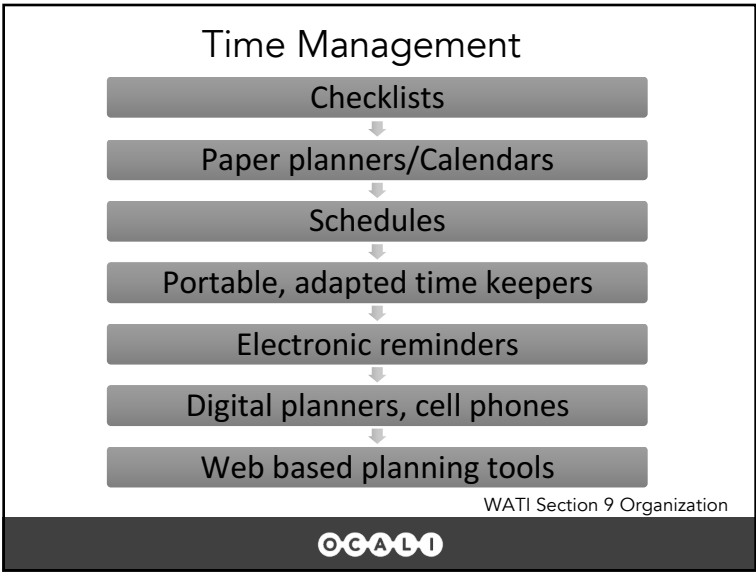 Time Management
Checklists
Paper planners/Calendars
Schedules
Portable, adapted time keepers
Electronic reminders
Digital planners, cell phones
Web based planning tools
WATI Section 9 Organization
OCALI